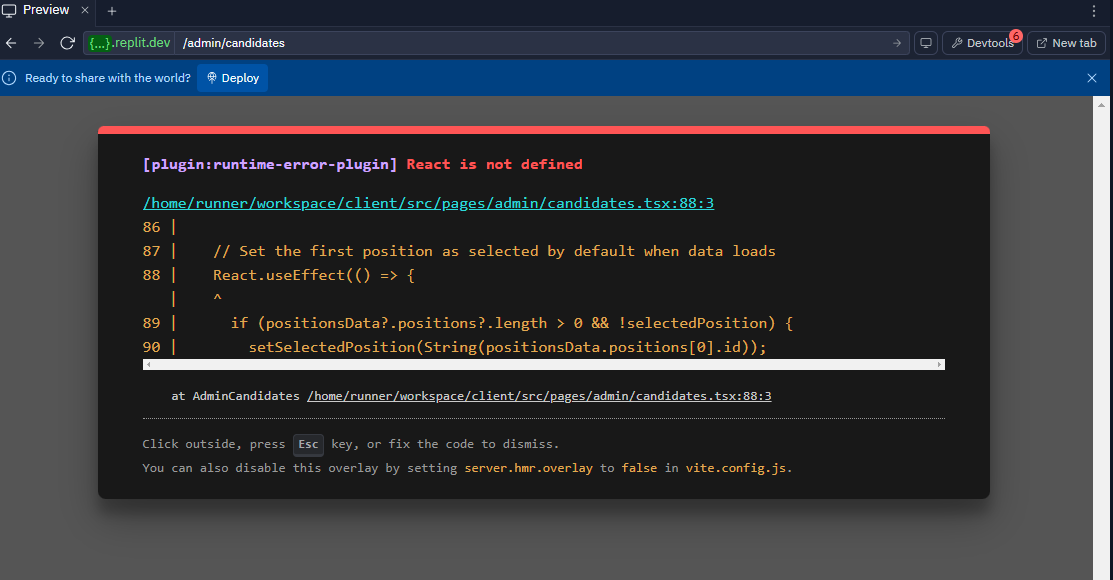 Preview
{...}.replit.dev /admin/candidates Devtools 6 New tab
Ready to share with the world? Deploy
[plugin:runtime-error-plugin] React is not defined
/home/runner/workspace/client/src/pages/admin/candidates.tsx:88:3
86 |
87 |    // Set the first position as selected by default when data loads
88 |    React.useEffect(() => {
   |    ^
89 |      if (positionsData?.positions?.length > 0 && !selectedPosition) {
90 |        setSelectedPosition(String(positionsData.positions[0].id));
at AdminCandidates /home/runner/workspace/client/src/pages/admin/candidates.tsx:88:3
Click outside, press Esc key, or fix the code to dismiss.
You can also disable this overlay by setting server.hmr.overlay to false in vite.config.js.